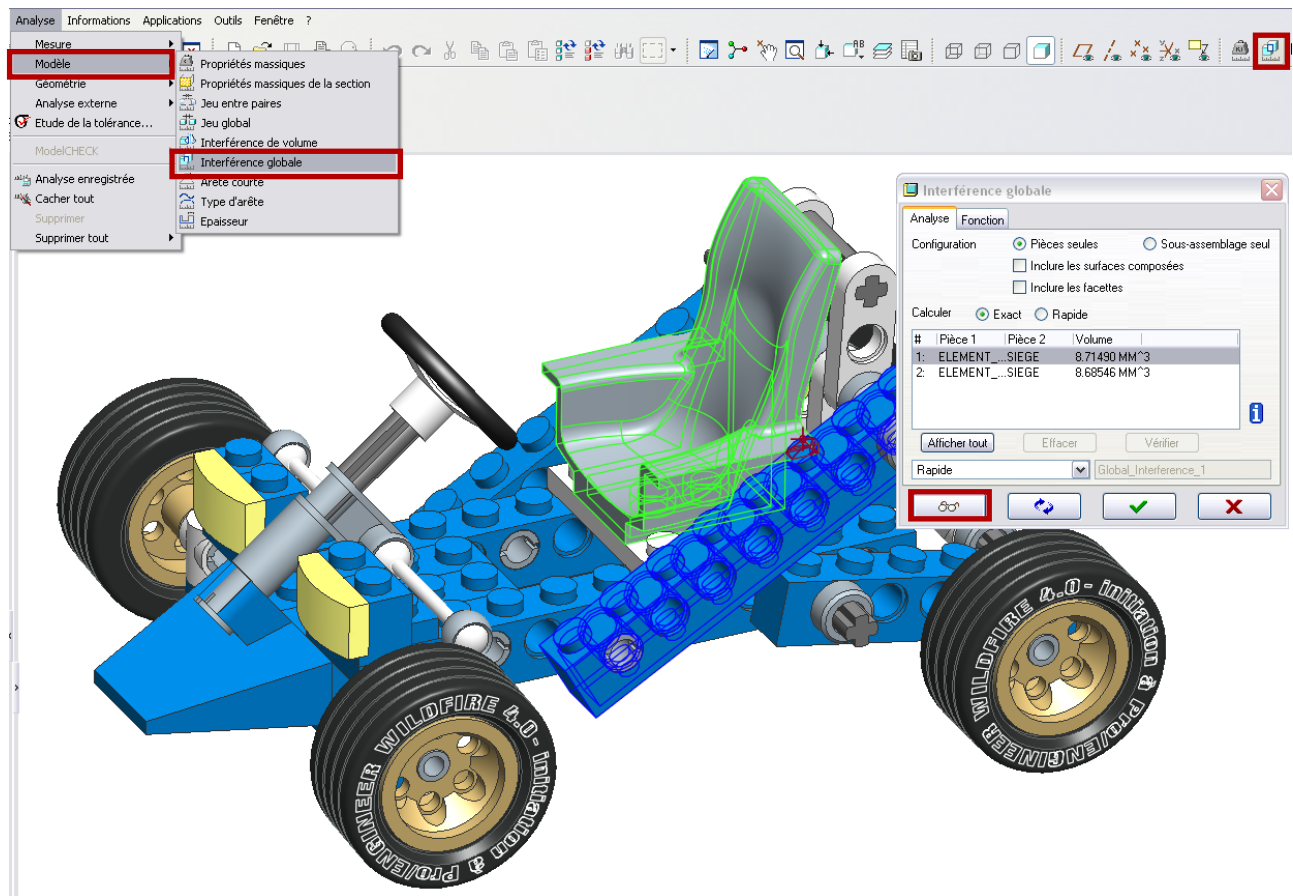 Analyse Informations Applications Outils Fenêtre ?
Mesure
Modèle
Géométrie
Analyse externe
Etude de la tolérance...
ModelCHECK
Analyse enregistrée
Cacher tout
Supprimer
Supprimer tout
Propriétés massiques
Propriétés massiques de la section
Jeu entre paires
Jeu global
Interférence de volume
Interférence globale
Arête courte
Type d'arête
Epaisseur
Interférence globale
Analyse Fonction
Configuration Pièces seules Sous-assemblage seul
Inclure les surfaces composées
Inclure les facettes
Calculer Exact Rapide
# Pièce 1 Pièce 2 Volume
1: ELEMENT_...SIEGE 8.71490 MM^3
2: ELEMENT_...SIEGE 8.68546 MM^3
Afficher tout Effacer Vérifier
Rapide Global_Interference_1
WILDFIRE 4.0 - initiation à Pro/ENGINEER
WILDFIRE 4.0 - initiation à Pro/ENGINEER